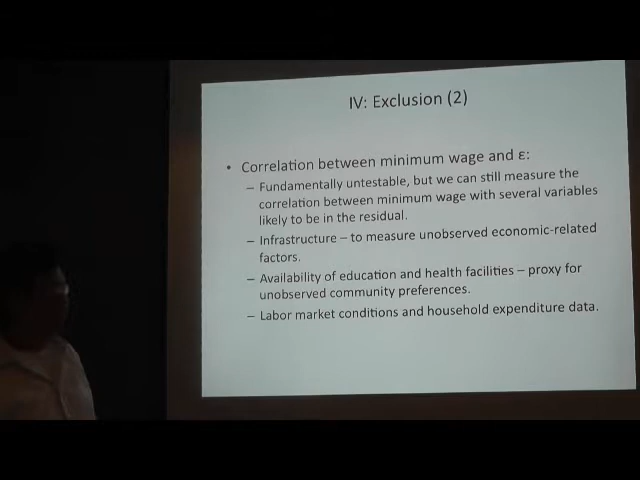 IV: Exclusion (2)
• Correlation between minimum wage and ε:
– Fundamentally untestable, but we can still measure the
correlation between minimum wage with several variables
likely to be in the residual.
– Infrastructure – to measure unobserved economic-related
factors.
– Availability of education and health facilities – proxy for
unobserved community preferences.
– Labor market conditions and household expenditure data.